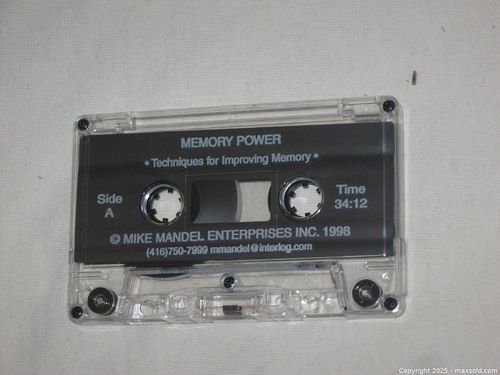 MEMORY POWER
• Techniques for Improving Memory •
Side
A
Time
34:12
© MIKE MANDEL ENTERPRISES INC. 1998
(416)750-7999 mmandel@interlog.com
Copyright 2025 - maxsold.com